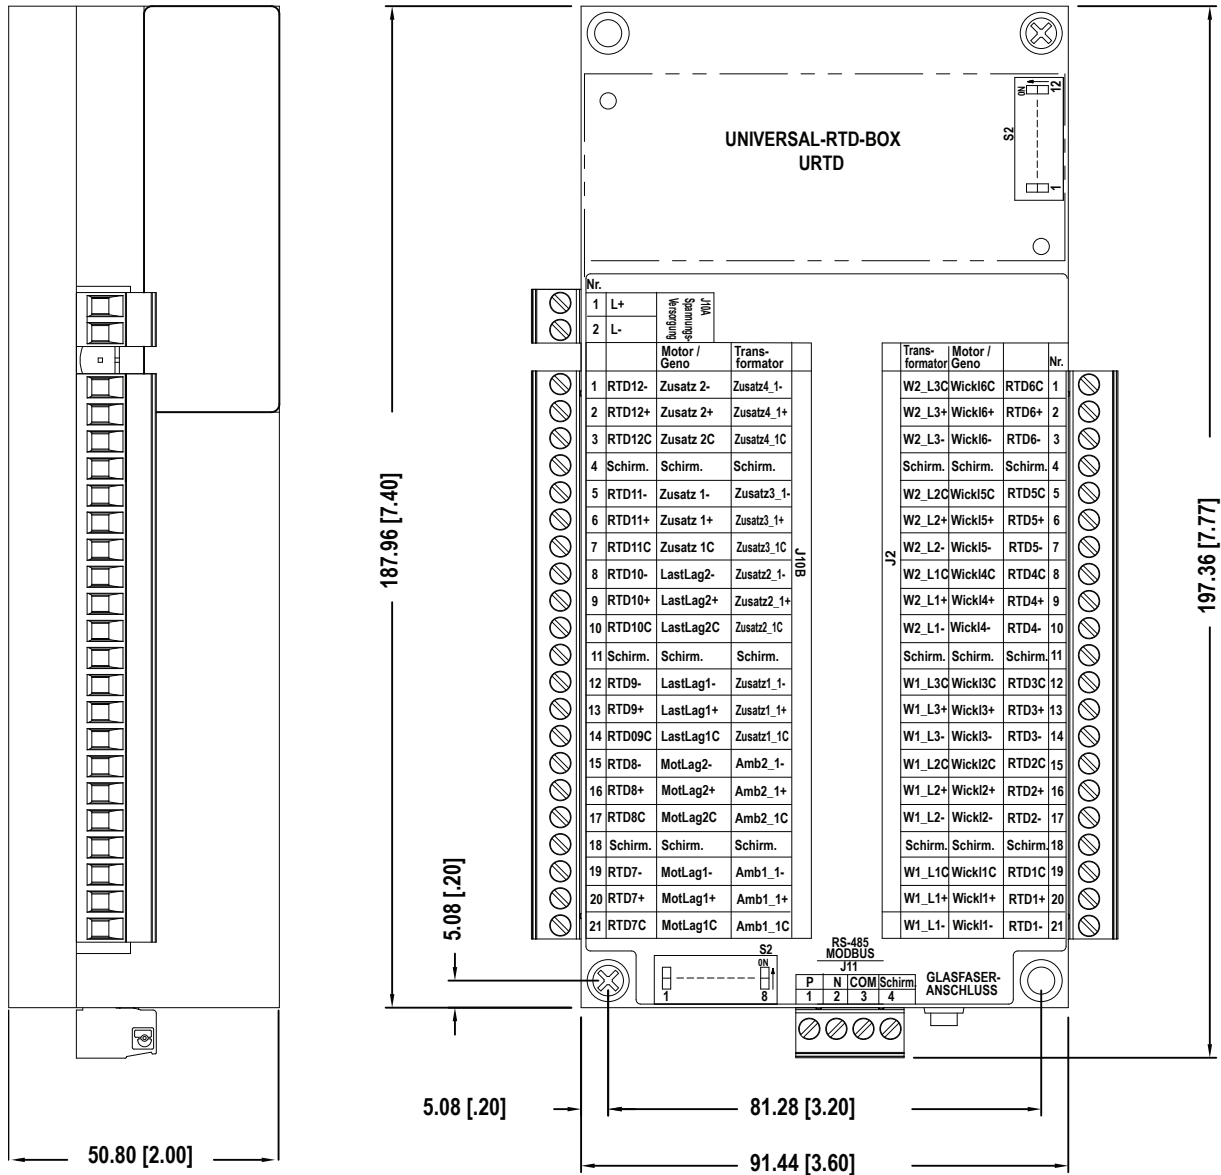 UNIVERSAL-RTD-BOX
URTD
S2
ON
12
1
Nr.
1 L+
2 L-
J10A
Spannungs-
Versorgung
Motor / Geno Trans-formator
1 RTD12- Zusatz 2- Zusatz4_1-
2 RTD12+ Zusatz 2+ Zusatz4_1+
3 RTD12C Zusatz 2C Zusatz4_1C
4 Schirm. Schirm. Schirm.
5 RTD11- Zusatz 1- Zusatz3_1-
6 RTD11+ Zusatz 1+ Zusatz3_1+
7 RTD11C Zusatz 1C Zusatz3_1C
8 RTD10- LastLag2- Zusatz2_1-
9 RTD10+ LastLag2+ Zusatz2_1+
10 RTD10C LastLag2C Zusatz2_1C
11 Schirm. Schirm. Schirm.
12 RTD9- LastLag1- Zusatz1_1-
13 RTD9+ LastLag1+ Zusatz1_1+
14 RTD09C LastLag1C Zusatz1_1C
15 RTD8- MotLag2- Amb2_1-
16 RTD8+ MotLag2+ Amb2_1+
17 RTD8C MotLag2C Amb2_1C
18 Schirm. Schirm. Schirm.
19 RTD7- MotLag1- Amb1_1-
20 RTD7+ MotLag1+ Amb1_1+
21 RTD7C MotLag1C Amb1_1C
J10B
J2
Trans-formator Motor / Geno Nr.
W2_L3C Wickl6C RTD6C 1
W2_L3+ Wickl6+ RTD6+ 2
W2_L3- Wickl6- RTD6- 3
Schirm. Schirm. Schirm. 4
W2_L2C Wickl5C RTD5C 5
W2_L2+ Wickl5+ RTD5+ 6
W2_L2- Wickl5- RTD5- 7
W2_L1C Wickl4C RTD4C 8
W2_L1+ Wickl4+ RTD4+ 9
W2_L1- Wickl4- RTD4- 10
Schirm. Schirm. Schirm. 11
W1_L3C Wickl3C RTD3C 12
W1_L3+ Wickl3+ RTD3+ 13
W1_L3- Wickl3- RTD3- 14
W1_L2C Wickl2C RTD2C 15
W1_L2+ Wickl2+ RTD2+ 16
W1_L2- Wickl2- RTD2- 17
Schirm. Schirm. Schirm. 18
W1_L1C Wickl1C RTD1C 19
W1_L1+ Wickl1+ RTD1+ 20
W1_L1- Wickl1- RTD1- 21
S2
ON
1 8
RS-485
MODBUS
J11
P N COM Schirm.
1 2 3 4
GLASFASER-
ANSCHLUSS
187.96 [7.40]
197.36 [7.77]
5.08 [.20]
5.08 [.20]
81.28 [3.20]
50.80 [2.00]
91.44 [3.60]